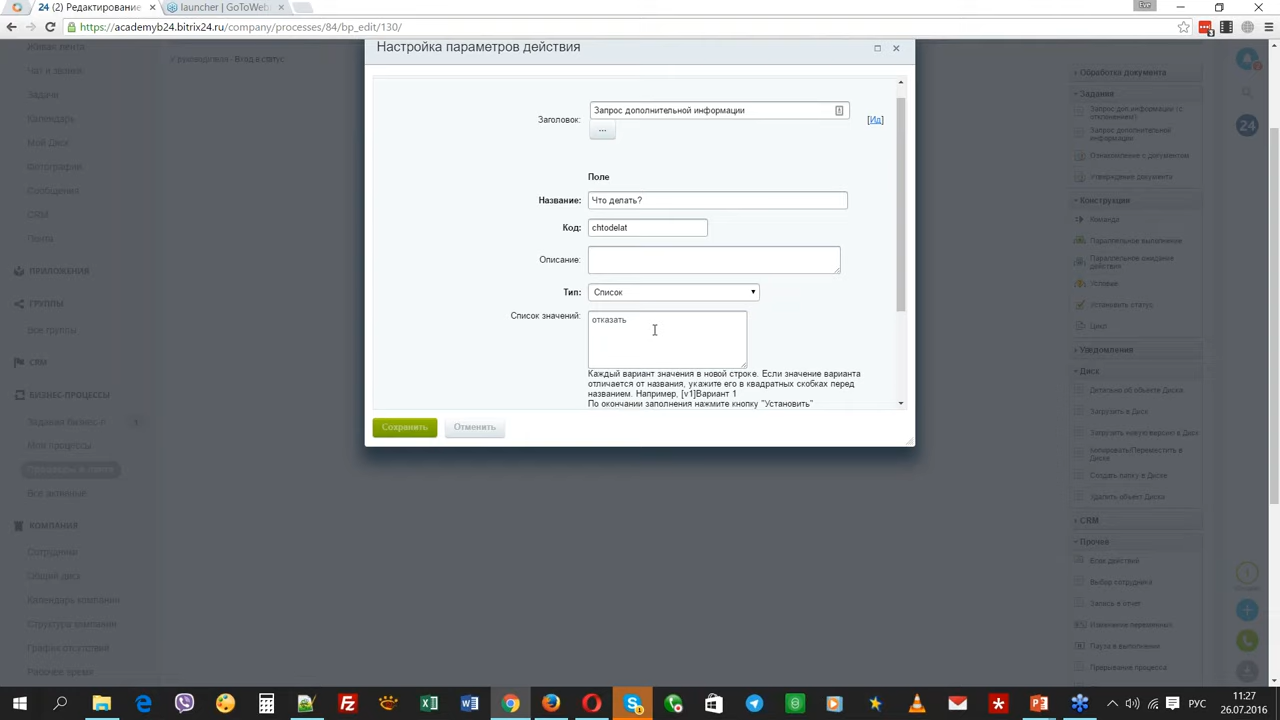 24 (2) Редактирование
launcher | GoToWeb
Eve
https://academyb24.bitrix24.ru/company/processes/84/bp_edit/130/
Настройка параметров действия
Живая лента
Чат и звонки
Задачи
Календарь
Мой Диск
Фотографии
Сообщения
CRM
Почта
ПРИЛОЖЕНИЯ
ГРУППЫ
Все группы
CRM
БИЗНЕС-ПРОЦЕССЫ
Задания бизнес-п 1
Мои процессы
Процессы в ленте
Все активные
КОМПАНИЯ
Сотрудники
Общий диск
Календарь компании
Структура компании
График отсутствий
Рабочее время
Заголовок:
Запрос дополнительной информации
...
[Ид]
Поле
Название:
Что делать?
Код:
chtodelat
Описание:
Тип:
Список
Список значений:
отказать
Каждый вариант значения в новой строке. Если значение варианта
отличается от названия, укажите его в квадратных скобках перед
названием. Например, [v1]Вариант 1
По окончании заполнения нажмите кнопку "Установить"
Сохранить
Отменить
Обработка документа
Задания
Запрос доп.информации (с
отклонением)
Запрос дополнительной
информации
Ознакомление с документом
Утверждение документа
Конструкции
Команда
Параллельное выполнение
Параллельное ожидание
действия
Условие
Установить статус
Цикл
Уведомления
Диск
Детально об объекте Диска
Загрузить в Диск
Загрузить новую версию в Диск
Копировать/Переместить в
Диске
Создать папку в Диске
Удалить объект Диска
CRM
Прочее
Блок действий
Выбор сотрудника
Запись в отчет
Изменение переменных
Пауза в выполнении
Прерывание процесса
24
РУС
11:27
26.07.2016